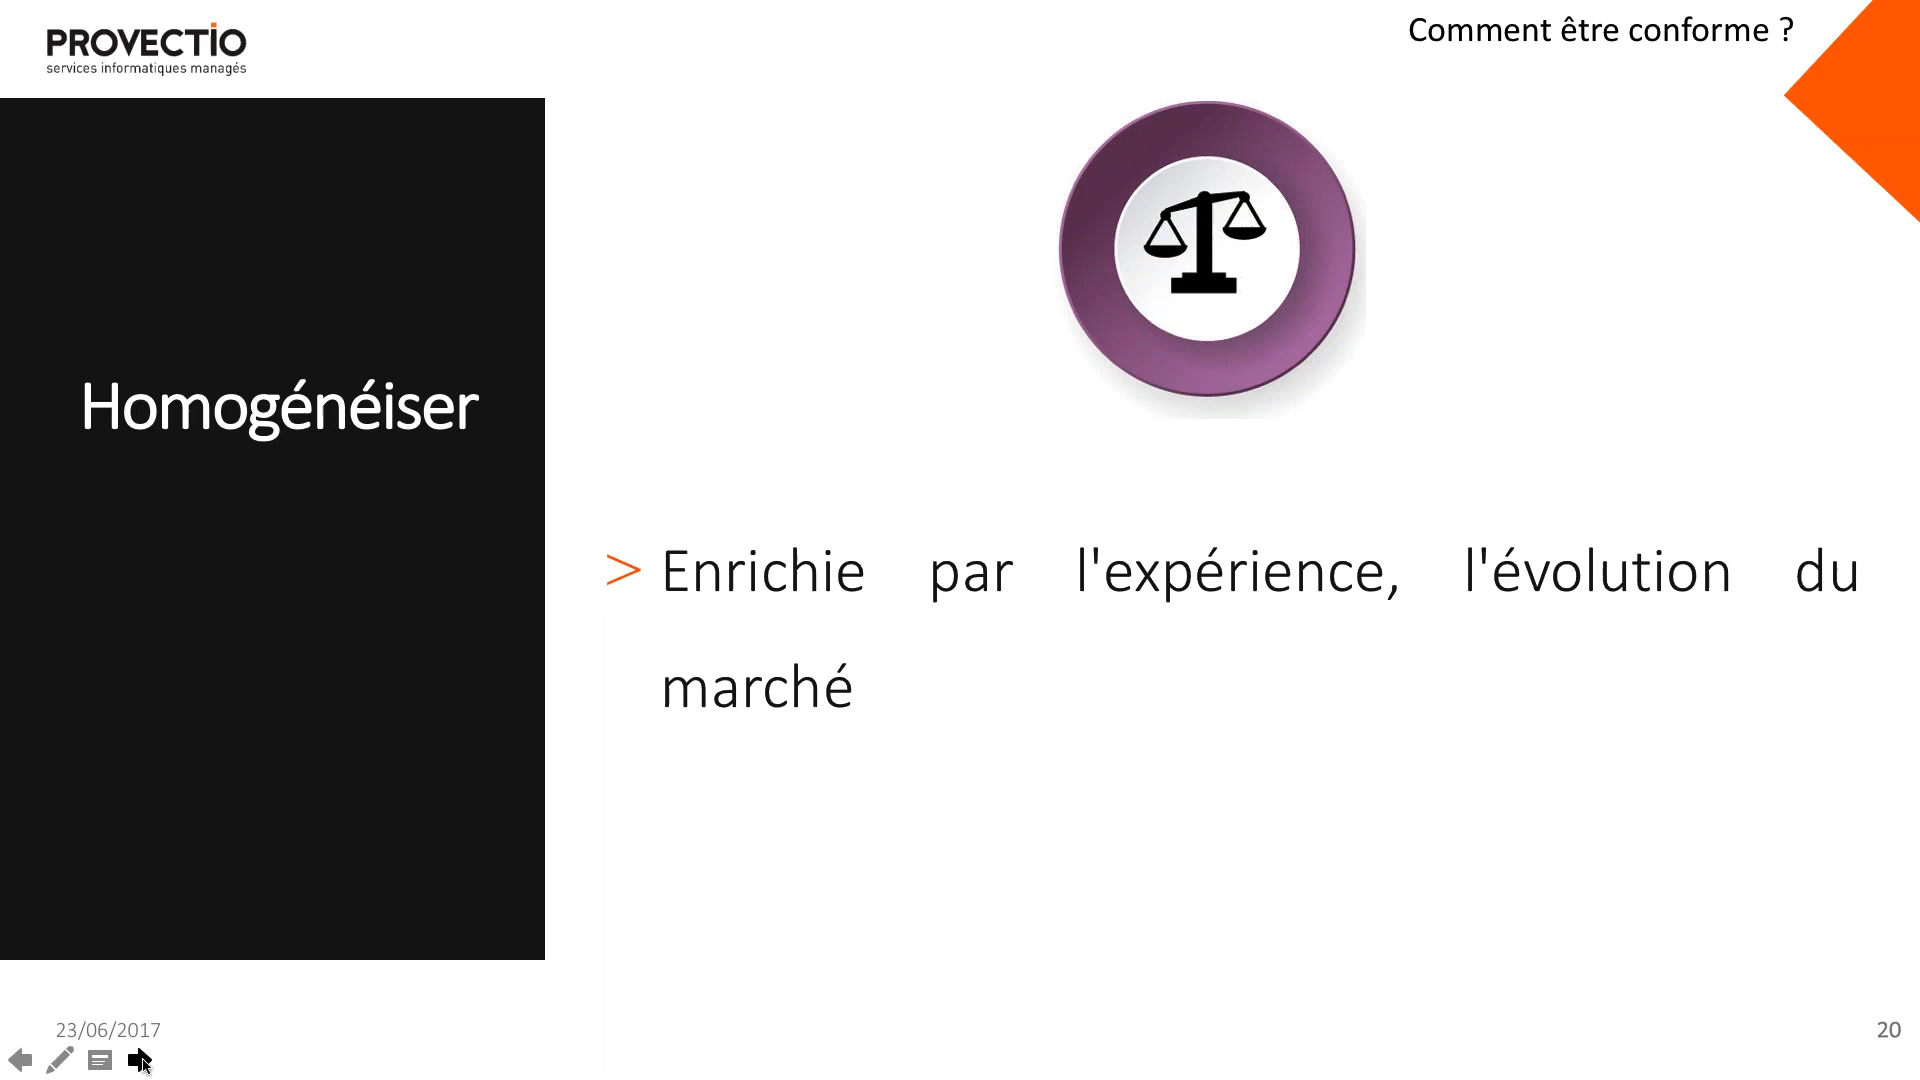 PROVECTIO
services informatiques managés
Comment être conforme ?
Homogénéiser
> Enrichie par l'expérience, l'évolution du
marché
23/06/2017
20